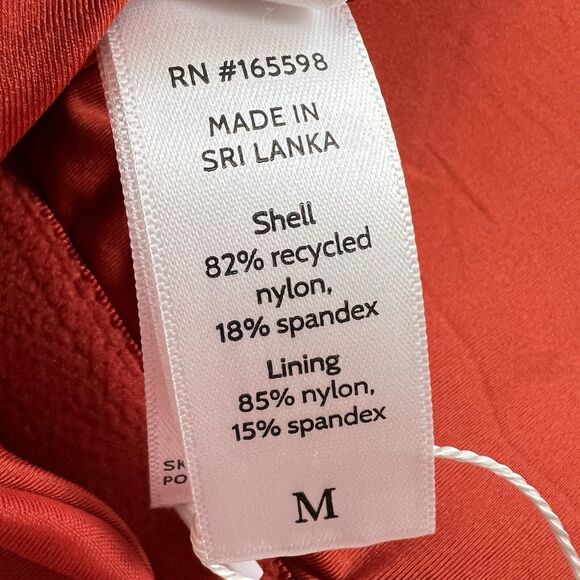 RN #165598
MADE IN
SRI LANKA
Shell
82% recycled
nylon,
18% spandex
Lining
85% nylon,
15% spandex
M